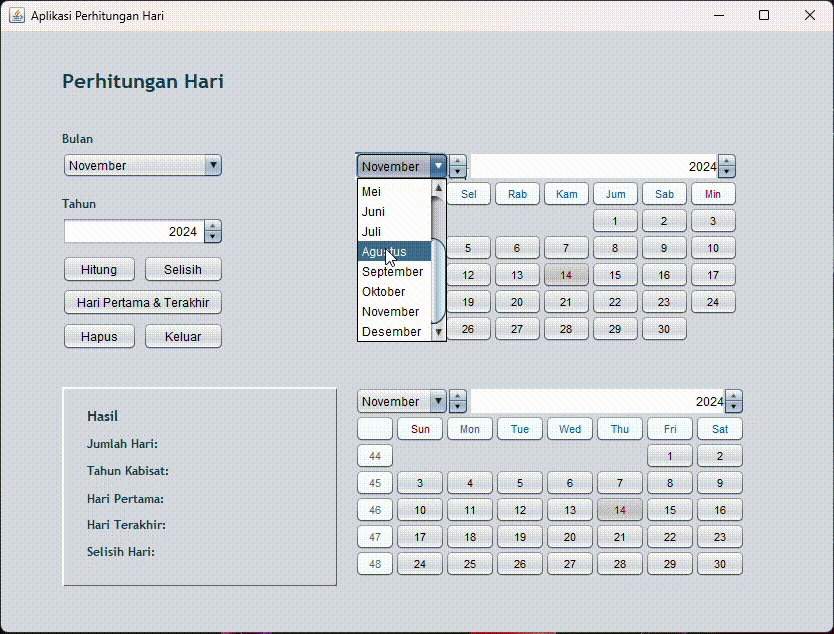 Aplikasi Perhitungan Hari
Perhitungan Hari
Bulan
November
Tahun
2024
Hitung Selisih
Hari Pertama & Terakhir
Hapus Keluar
November 2024
Mei
Juni
Juli
Agustus
September
Oktober
November
Desember
Sel Rab Kam Jum Sab Min
1 2 3
5 6 7 8 9 10
12 13 14 15 16 17
19 20 21 22 23 24
26 27 28 29 30
Hasil
Jumlah Hari:
Tahun Kabisat:
Hari Pertama:
Hari Terakhir:
Selisih Hari:
November 2024
Sun Mon Tue Wed Thu Fri Sat
44 1 2
45 3 4 5 6 7 8 9
46 10 11 12 13 14 15 16
47 17 18 19 20 21 22 23
48 24 25 26 27 28 29 30